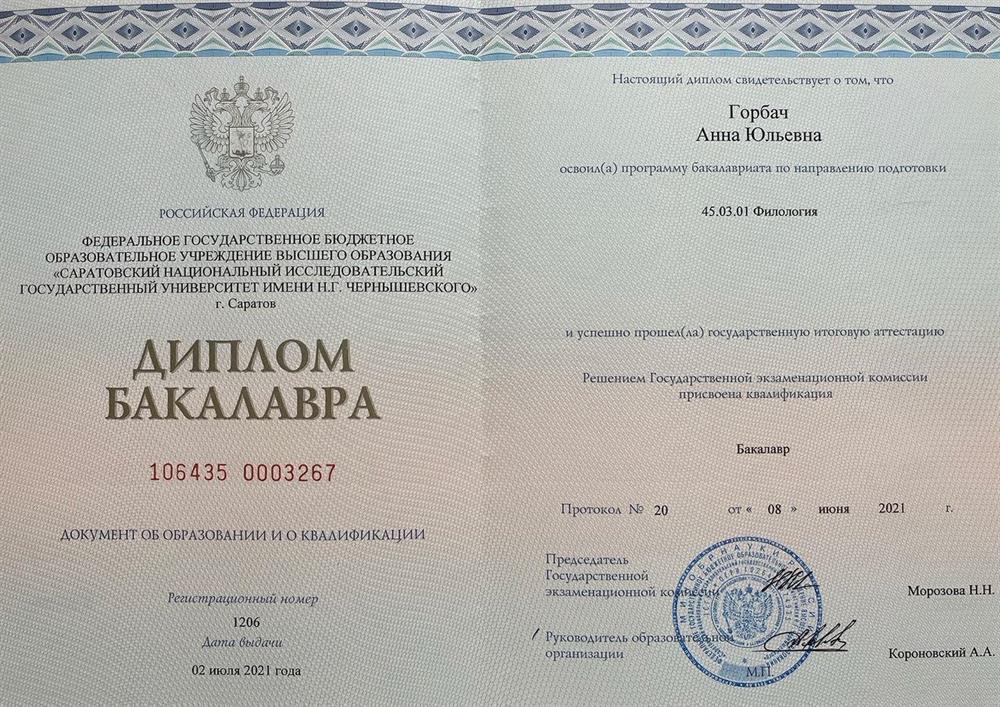 РОССИЙСКАЯ ФЕДЕРАЦИЯ
ФЕДЕРАЛЬНОЕ ГОСУДАРСТВЕННОЕ БЮДЖЕТНОЕ
ОБРАЗОВАТЕЛЬНОЕ УЧРЕЖДЕНИЕ ВЫСШЕГО ОБРАЗОВАНИЯ
«САРАТОВСКИЙ НАЦИОНАЛЬНЫЙ ИССЛЕДОВАТЕЛЬСКИЙ
ГОСУДАРСТВЕННЫЙ УНИВЕРСИТЕТ ИМЕНИ Н.Г. ЧЕРНЫШЕВСКОГО»
г. Саратов
ДИПЛОМ
БАКАЛАВРА
106435 0003267
ДОКУМЕНТ ОБ ОБРАЗОВАНИИ И О КВАЛИФИКАЦИИ
Регистрационный номер
1206
Дата выдачи
02 июля 2021 года
Настоящий диплом свидетельствует о том, что
Горбач
Анна Юльевна
освоил(а) программу бакалавриата по направлению подготовки
45.03.01 Филология
и успешно прошел(ла) государственную итоговую аттестацию
Решением Государственной экзаменационной комиссии
присвоена квалификация
Бакалавр
Протокол № 20 от « 08 » июня 2021 г.
Председатель
Государственной
экзаменационной комиссии
Морозова Н.Н.
Руководитель образовательной
организации
Короновский А.А.
М.П.